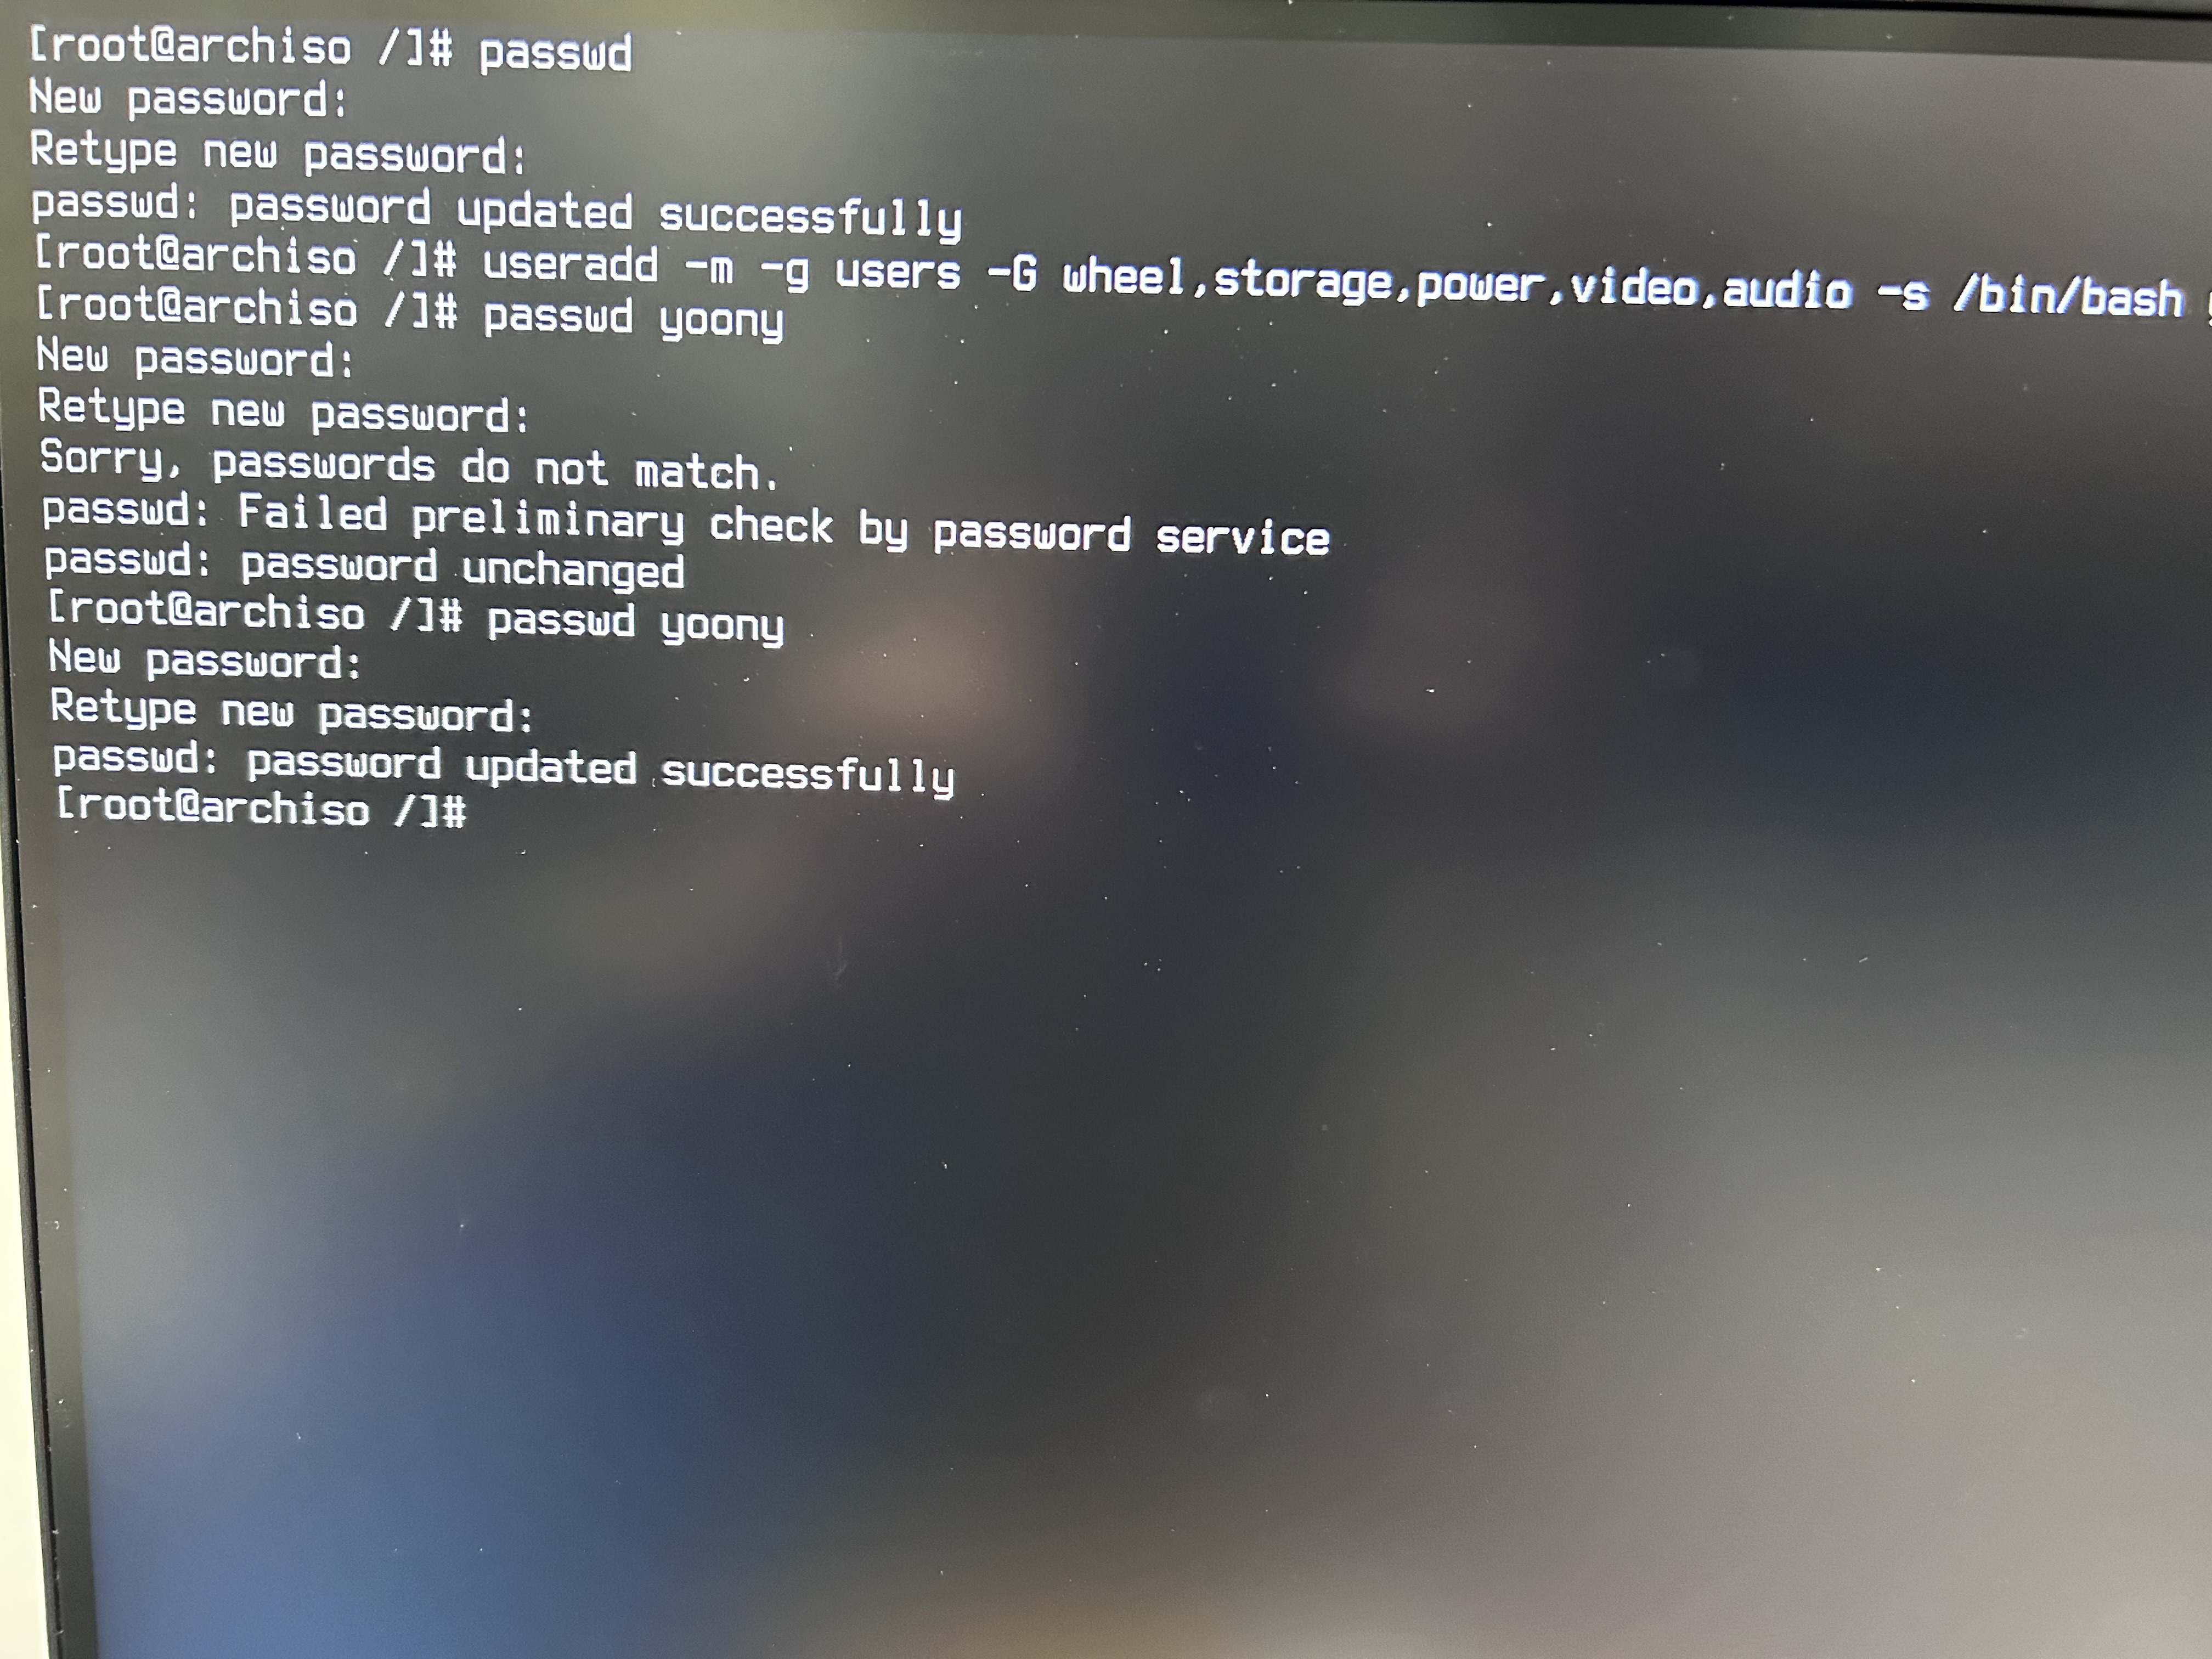 [root@archiso /]# passwd
New password:
Retype new password:
passwd: password updated successfully
[root@archiso /]# useradd -m -g users -G wheel,storage,power,video,audio -s /bin/bash
[root@archiso /]# passwd yoony
New password:
Retype new password:
Sorry, passwords do not match.
passwd: Failed preliminary check by password service
passwd: password unchanged
[root@archiso /]# passwd yoony
New password:
Retype new password:
passwd: password updated successfully
[root@archiso /]#